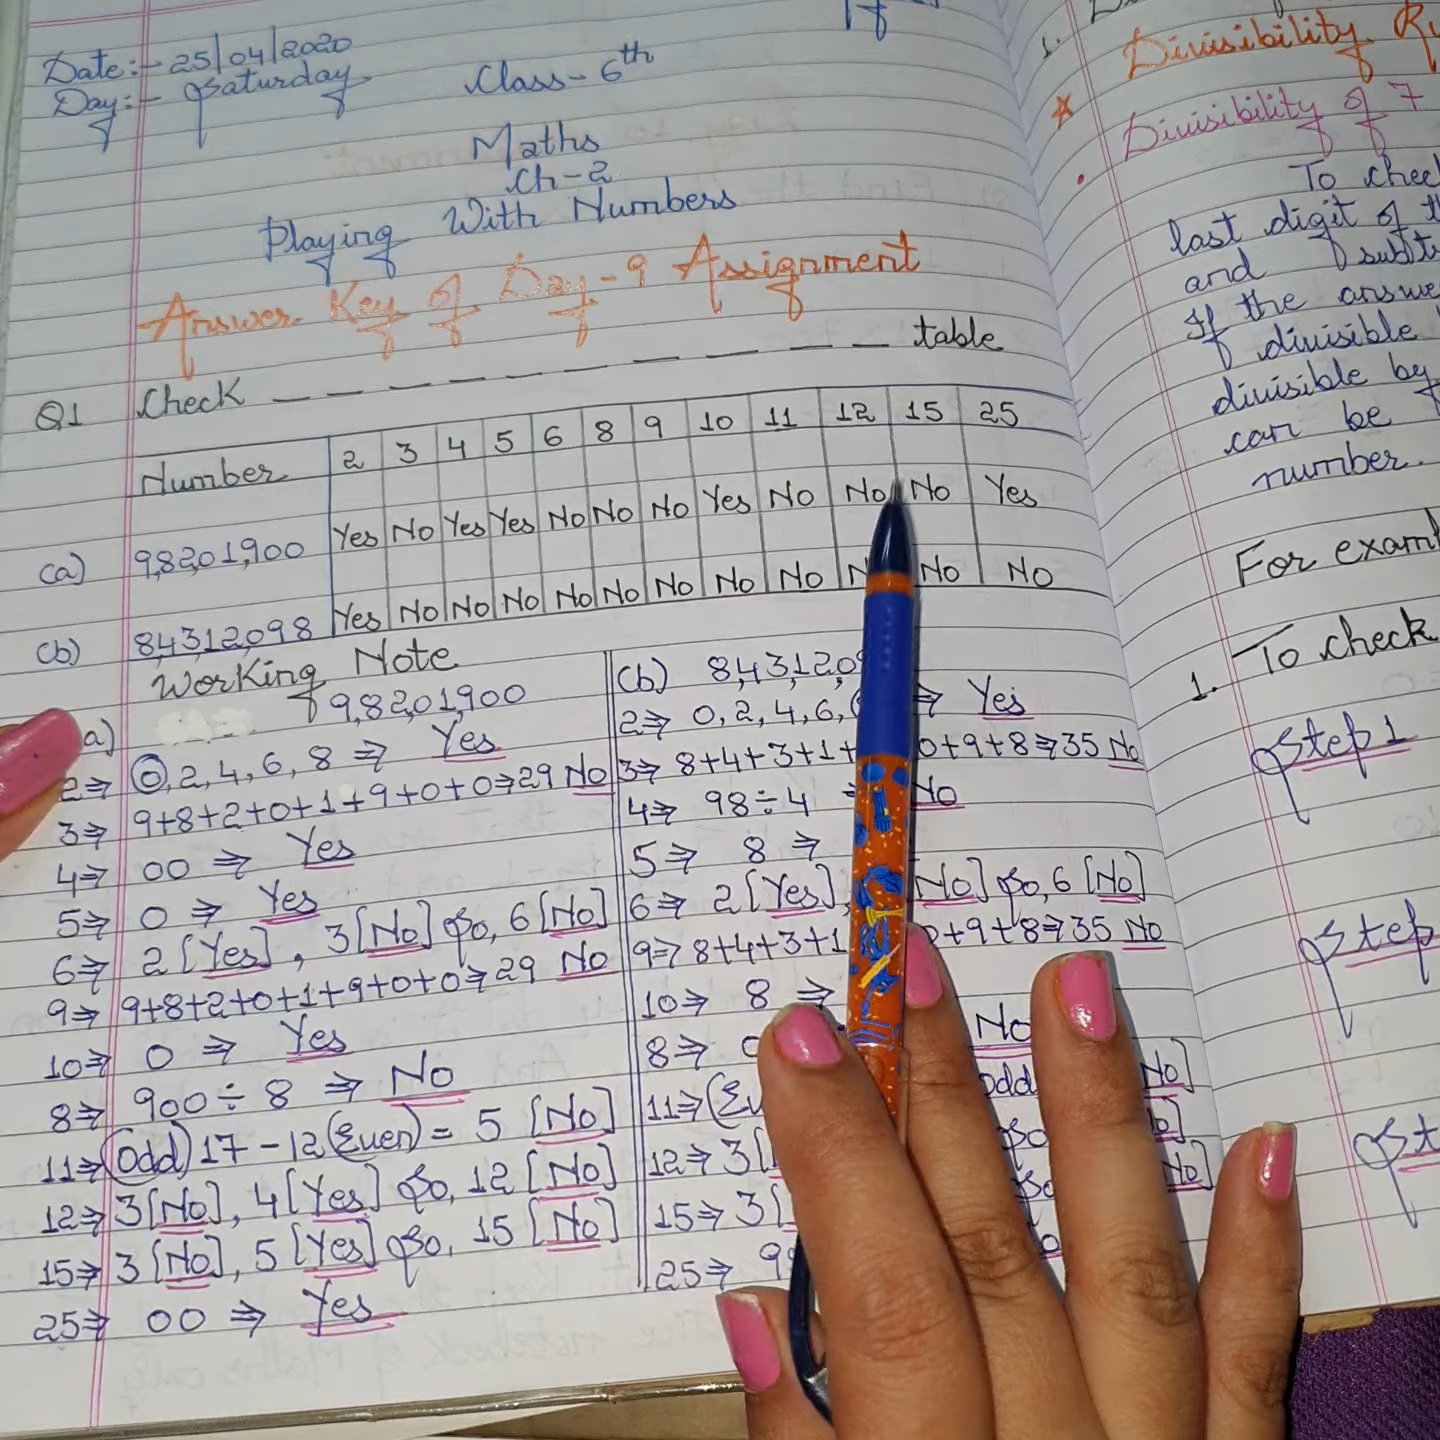 Date:- 25/04/2020
Day:- Saturday
Class- 6th
Maths
Ch-2
Playing With Numbers
Answer Key of Day-9 Assignment
Q1 Check _ _ _ _ _ _ _ _ _ _ _ table
Number 2 3 4 5 6 8 9 10 11 12 15 25
(a) 9,82,01,900 Yes No Yes Yes No No No Yes No No No Yes
(b) 8,43,12,098 Yes No No No No No No No No No No
Working Note
a) 9,82,01,900
2⇒ 0, 2, 4, 6, 8 ⇒ Yes
3⇒ 9+8+2+0+1+9+0+0⇒29 No
4⇒ 00 ⇒ Yes
5⇒ 0 ⇒ Yes
6⇒ 2 [Yes], 3 [No] So, 6 [No]
9⇒ 9+8+2+0+1+9+0+0⇒29 No
10⇒ 0 ⇒ Yes
8⇒ 900÷8 ⇒ No
11⇒ (Odd) 17-12 (Even) = 5 [No]
12⇒ 3 [No], 4 [Yes] So, 12 [No]
15⇒ 3 [No], 5 [Yes] So, 15 [No]
25⇒ 00 ⇒ Yes
(b) 8,43,12,0
2⇒ 0, 2, 4, 6, ⇒ Yes
3⇒ 8+4+3+1+ 0+9+8⇒35 No
4⇒ 98÷4 No
5⇒ 8 ⇒
6⇒ 2 [Yes], No] So, 6 [No]
9⇒ 8+4+3+1 0+9+8⇒35 No
10⇒ 8 ⇒
8⇒ No
11⇒ odd No]
12⇒ 3 [
15⇒ 3 [ No]
25⇒ 9
1.
Divisibility
Divisibility of 7
To
last digit of
and
If the
divisible
divisible by
can be
number.
For
1. To check
Step 1
Step